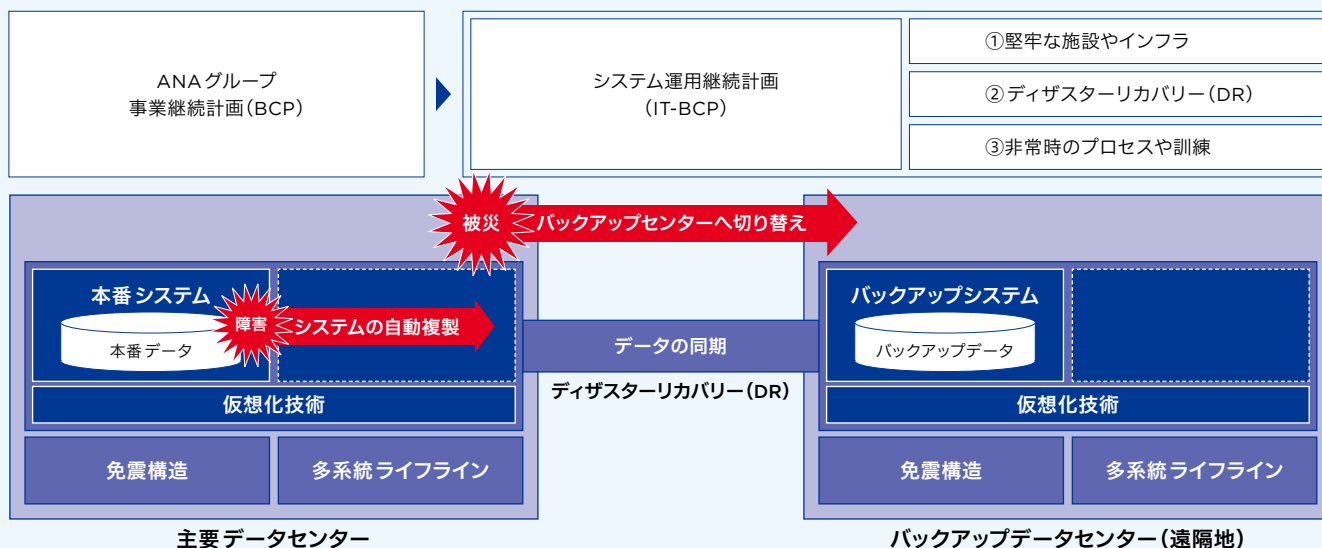 ANAグループ
事業継続計画(BCP)
システム運用継続計画
(IT-BCP)
①堅牢な施設やインフラ
②ディザスターリカバリー(DR)
③非常時のプロセスや訓練
被災
バックアップセンターへ切り替え
本番システム
障害
システムの自動複製
本番データ
仮想化技術
免震構造
多系統ライフライン
主要データセンター
データの同期
ディザスターリカバリー(DR)
バックアップシステム
バックアップデータ
仮想化技術
免震構造
多系統ライフライン
バックアップデータセンター(遠隔地)